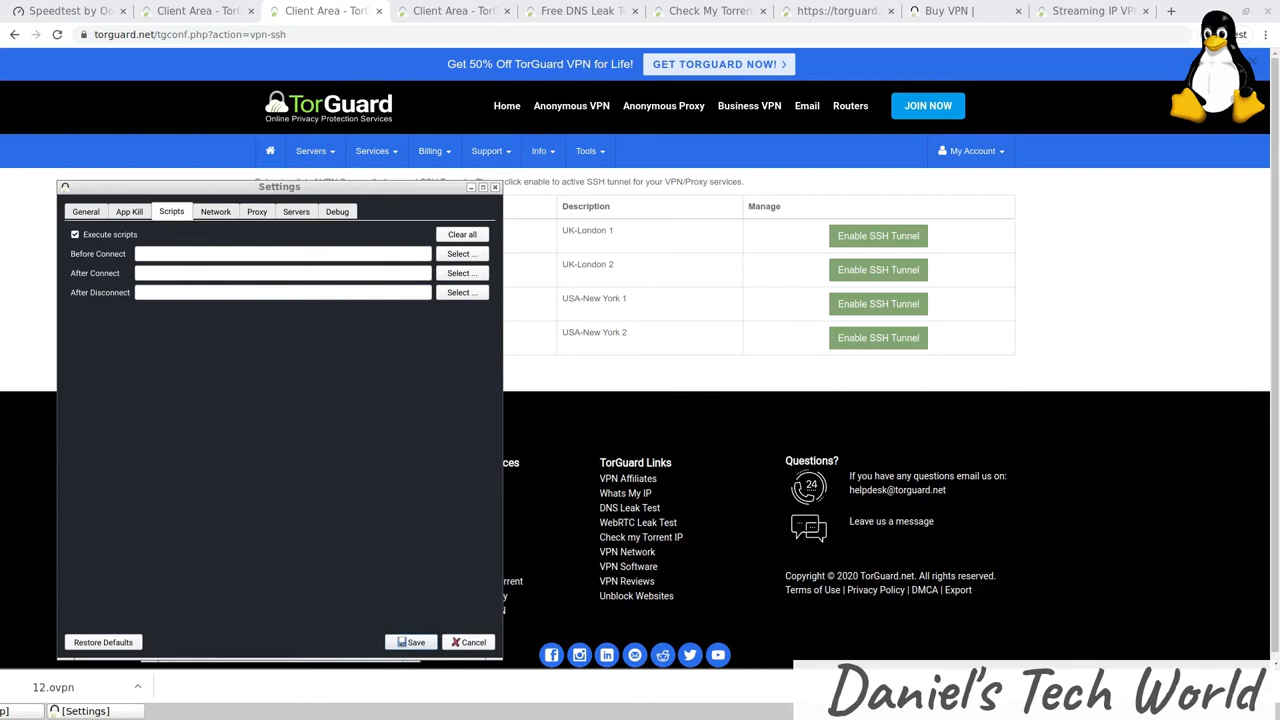 Speedtest by Oo
Client Area - TorG
Client Area - TorG
Client Area - TorG
Free DNS Leak T
Check My Torren
https://torguard.
Buy VPN |
Streaming IP VPN
torguard.net/tgconf.php?action=vpn-ssh
Get 50% Off TorGuard VPN for Life!
GET TORGUARD NOW!
TorGuard
Online Privacy Protection Services
Home
Anonymous VPN
Anonymous Proxy
Business VPN
Email
Routers
JOIN NOW
Servers
Services
Billing
Support
Info
Tools
My Account
click enable to active SSH tunnel for your VPN/Proxy services.
Settings
General
App Kill
Scripts
Network
Proxy
Servers
Debug
Execute scripts
Clear all
Before Connect
Select ...
After Connect
Select ...
After Disconnect
Select ...
Restore Defaults
Save
Cancel
Description
Manage
UK-London 1
Enable SSH Tunnel
UK-London 2
Enable SSH Tunnel
USA-New York 1
Enable SSH Tunnel
USA-New York 2
Enable SSH Tunnel
TorGuard Links
VPN Affiliates
Whats My IP
DNS Leak Test
WebRTC Leak Test
Check my Torrent IP
VPN Network
VPN Software
VPN Reviews
Unblock Websites
Questions?
24
If you have any questions email us on:
helpdesk@torguard.net
Leave us a message
Copyright © 2020 TorGuard.net. All rights reserved.
Terms of Use | Privacy Policy | DMCA | Export
12.ovpn
p]
[Settings]
Daniel's Tech World